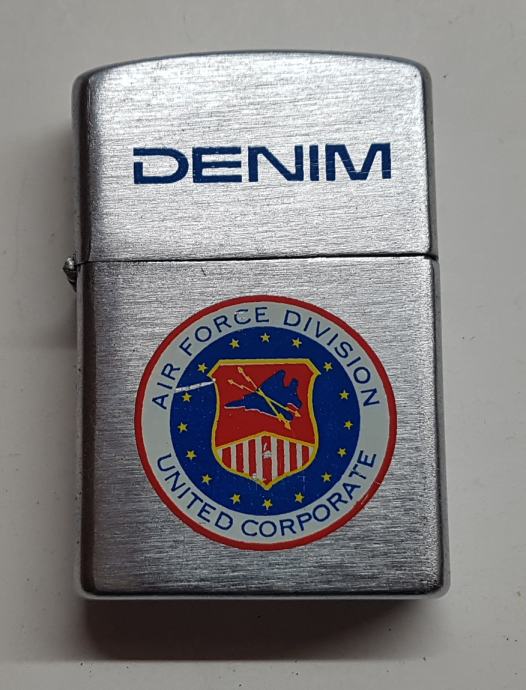 DENIM
AIR FORCE DIVISION
UNITED CORPORATE